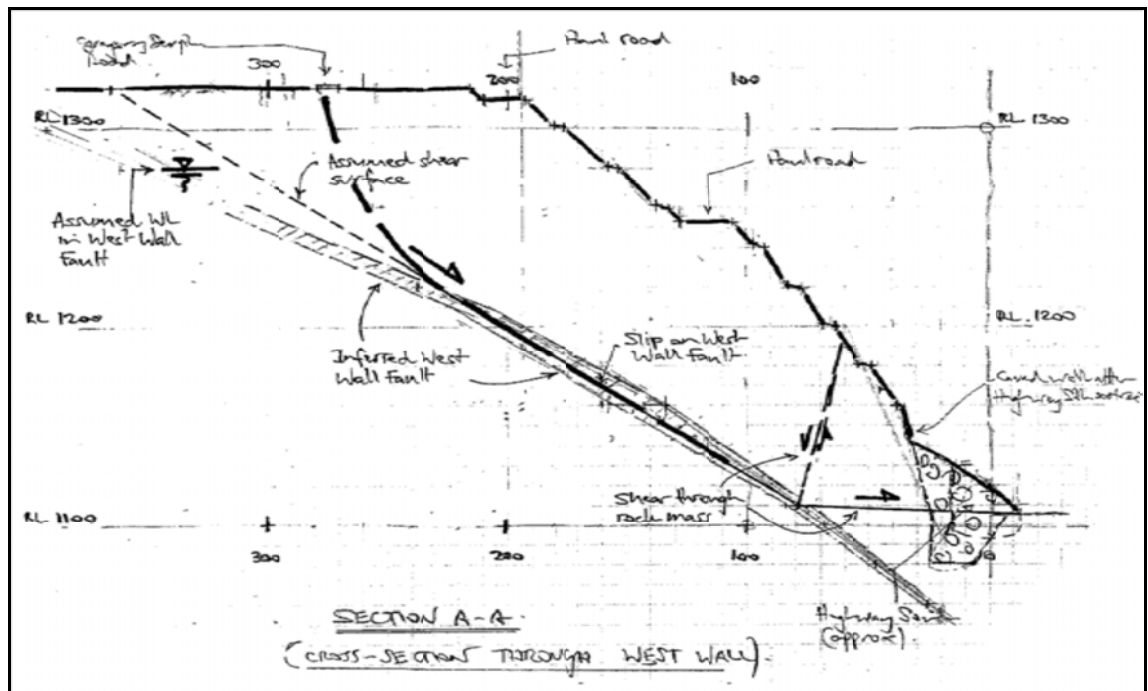 Haul road
300
200
100
RL 1300
RL 1300
Assumed shear
surface
Haul road
Assumed WL
in West Wall
Fault
RL 1200
RL 1200
Inferred West
Wall Fault
Slip on West
Wall Fault
Shear through
rock mass
RL 1100
300
200
100
0
Highway
(approx).
SECTION A-A
(CROSS-SECTION THROUGH WEST WALL).